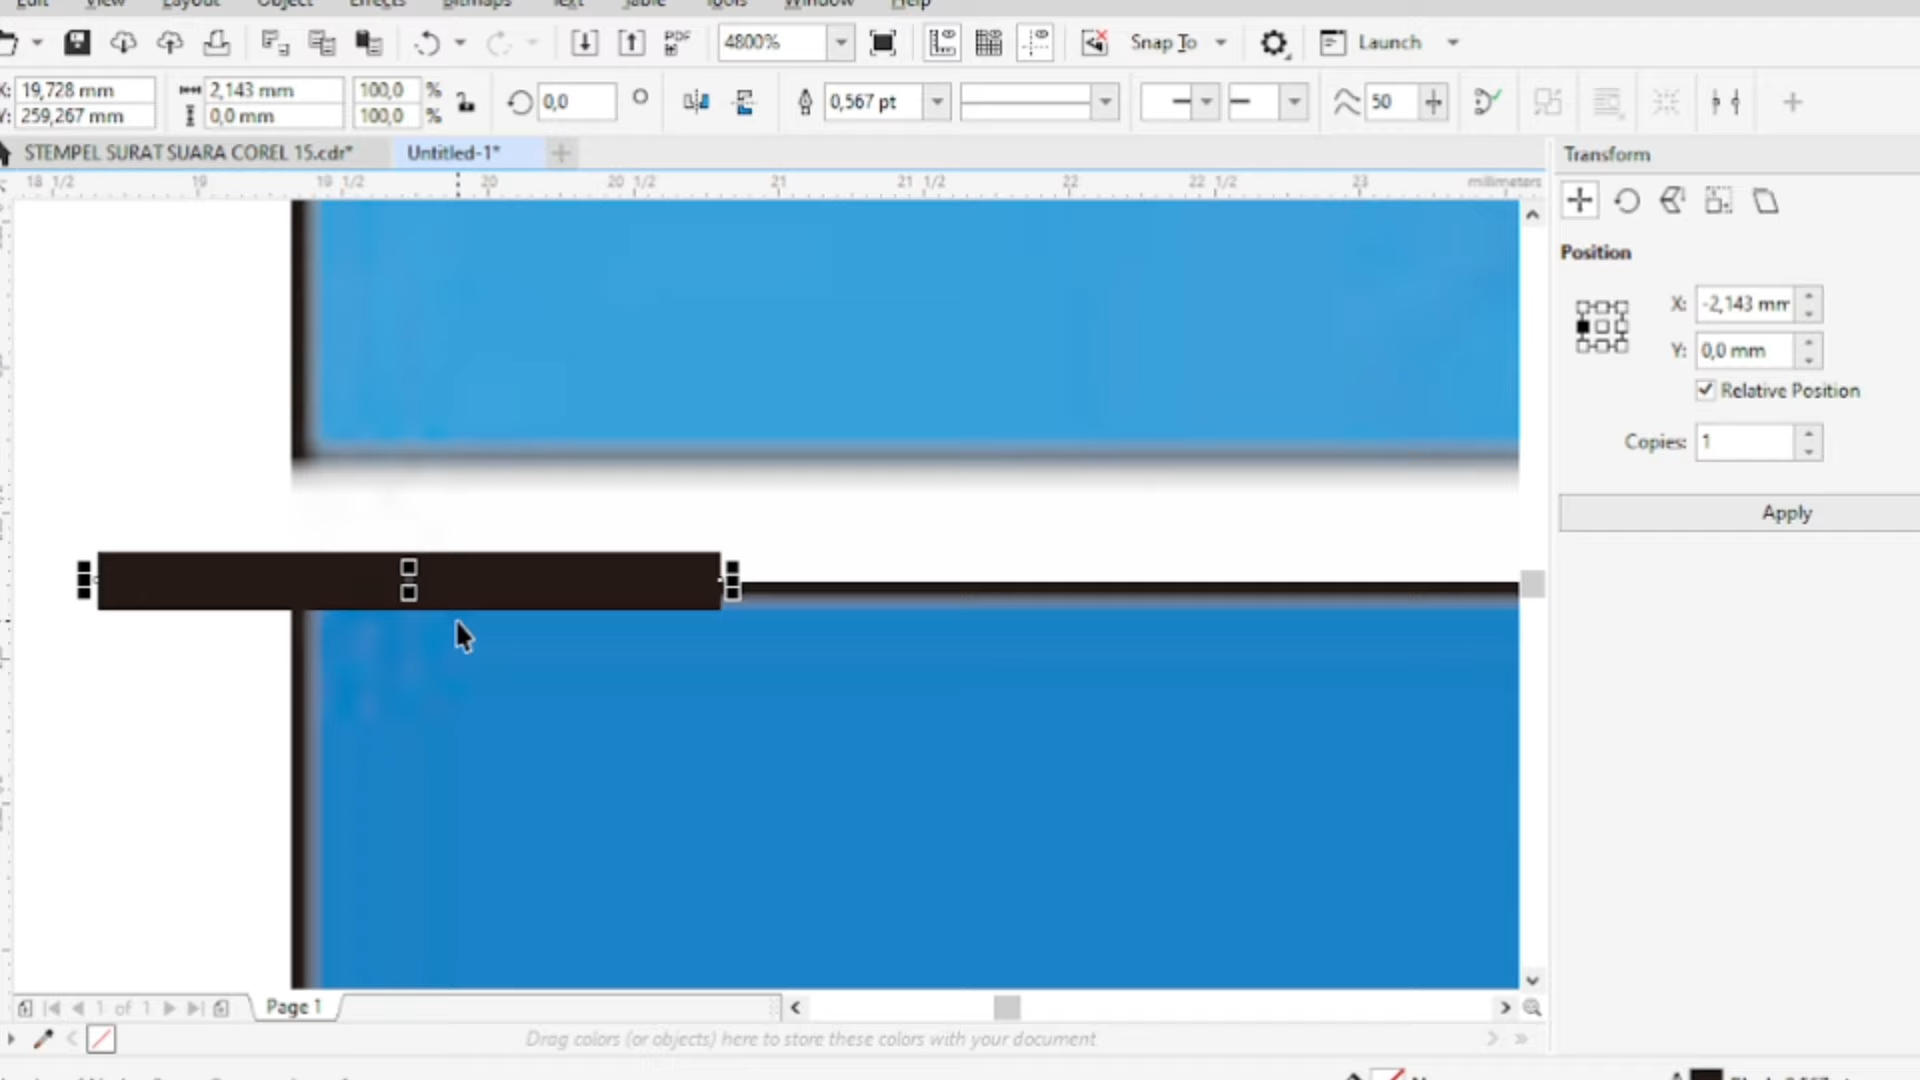 Edit View Layout Object Effects Bitmaps Text Table Tools Window Help
PDF 4800% Snap To Launch
X: 19,728 mm 2,143 mm 100,0 % 0,0 0,567 pt 50
Y: 259,267 mm 0,0 mm 100,0 %
STEMPEL SURAT SUARA COREL 15.cdr* Untitled-1* Transform
18 1/2 19 19 1/2 20 20 1/2 21 21 1/2 22 22 1/2 23 millimeters
Position
X: -2,143 mm
Y: 0,0 mm
Relative Position
Copies: 1
Apply
1 of 1 Page 1
Drag colors (or objects) here to store these colors with your document